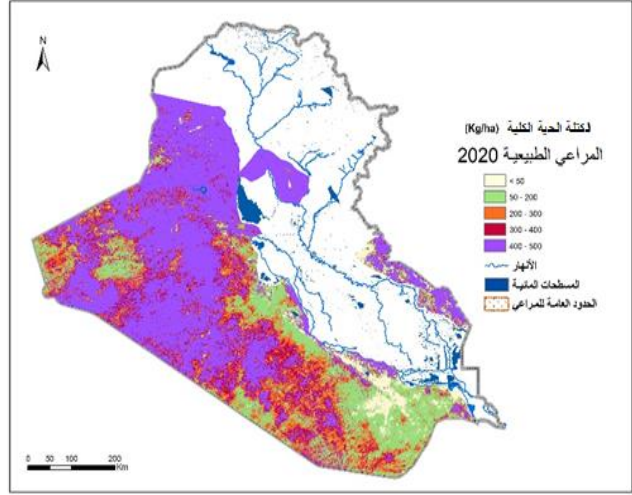 N
(Kg/ha) الكتلة الحية الكلية
المراعي الطبيعية 2020
< 50
50 - 200
200 - 300
300 - 400
400 - 500
الأنهار
المسطحات المائية
الحدود العامة للمراعي
0 50 100 200
Km